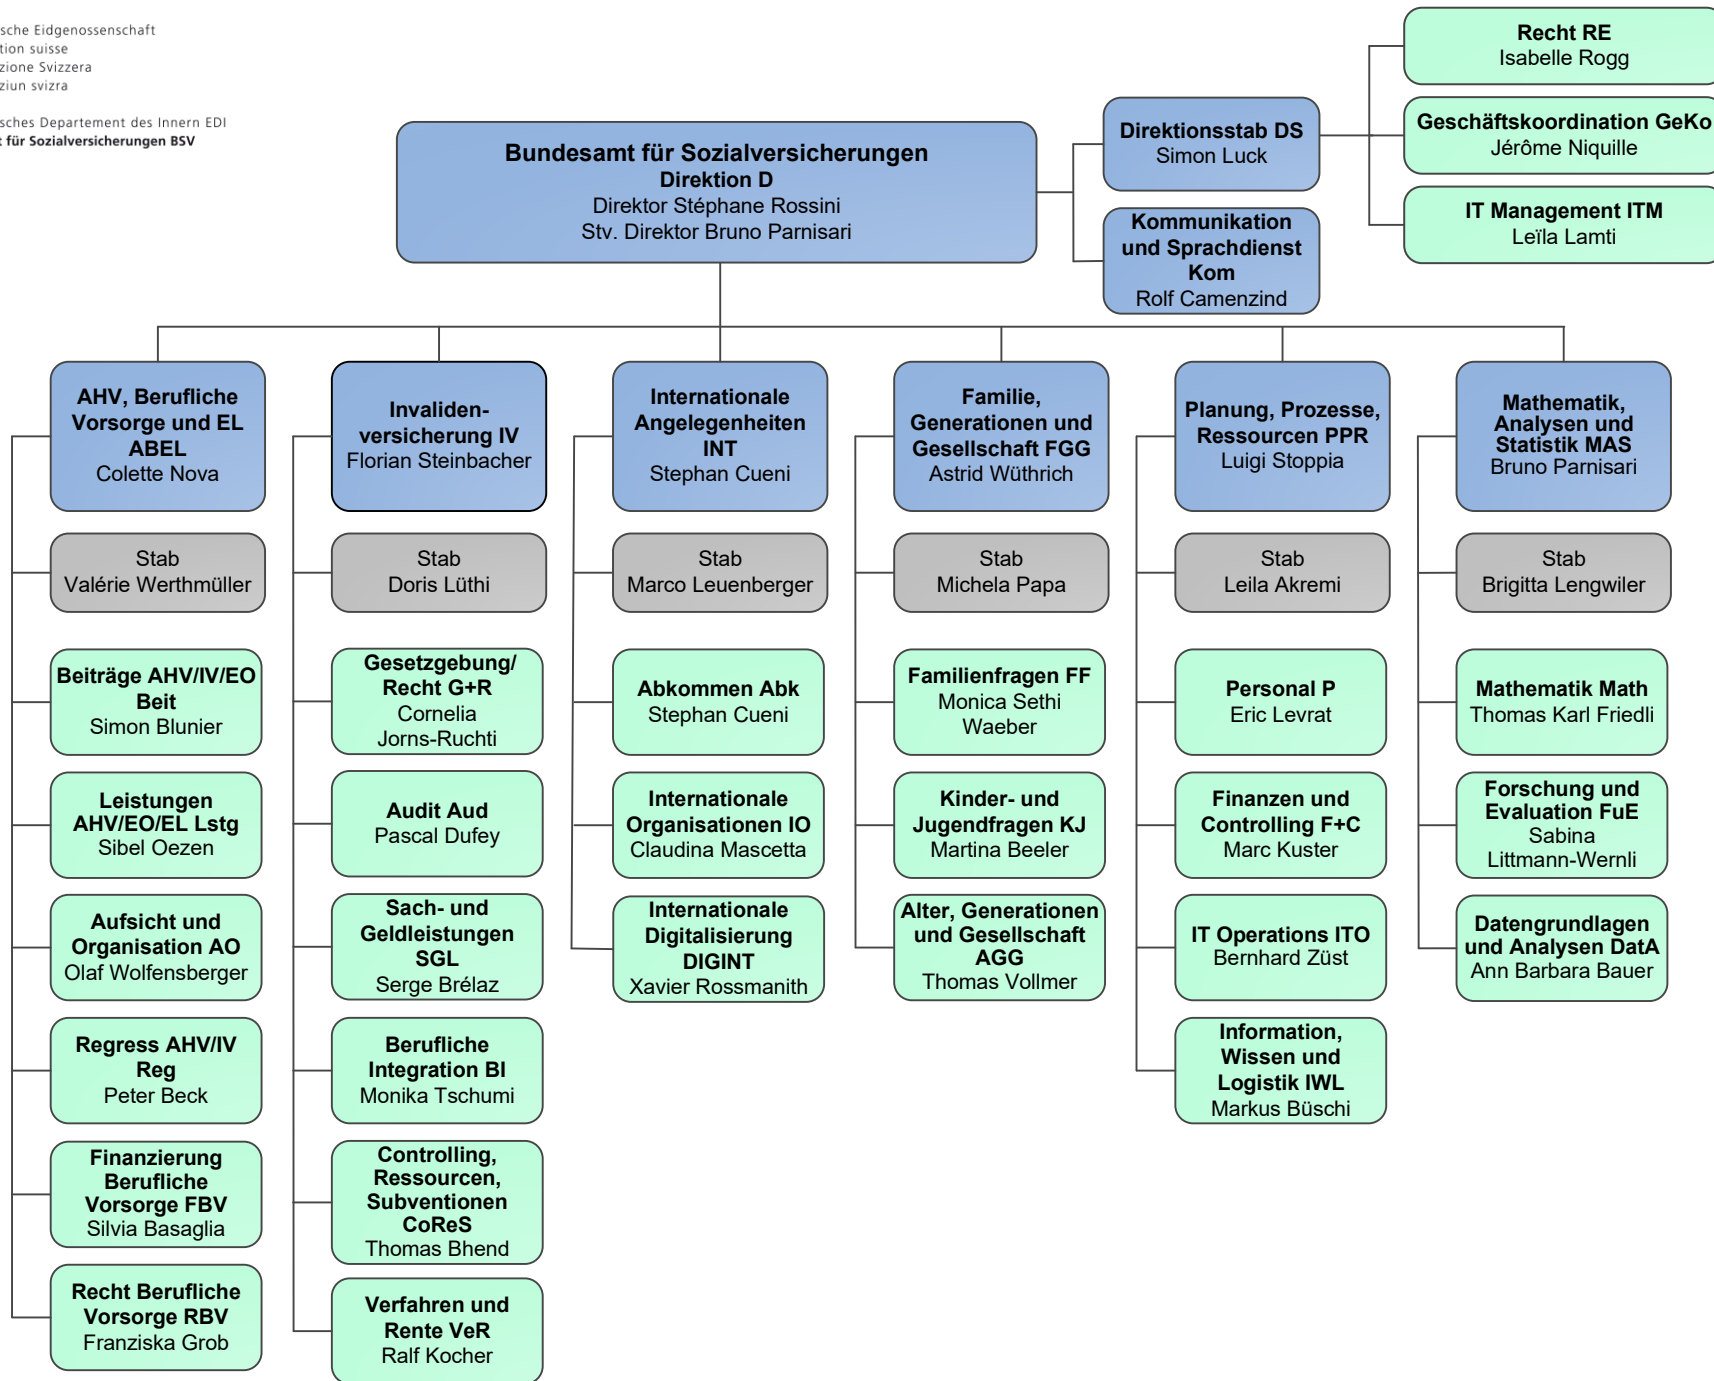 sche Eidgenossenschaft
tion suisse
zione Svizzera
ziun svizra
sches Departement des Innern EDI
t für Sozialversicherungen BSV
Bundesamt für Sozialversicherungen
Direktion D
Direktor Stéphane Rossini
Stv. Direktor Bruno Parnisari
Direktionsstab DS
Simon Luck
Kommunikation
und Sprachdienst
Kom
Rolf Camenzind
Recht RE
Isabelle Rogg
Geschäftskoordination GeKo
Jérôme Niquille
IT Management ITM
Leïla Lamti
AHV, Berufliche
Vorsorge und EL
ABEL
Colette Nova
Stab
Valérie Werthmüller
Beiträge AHV/IV/EO
Beit
Simon Blunier
Leistungen
AHV/EO/EL Lstg
Sibel Oezen
Aufsicht und
Organisation AO
Olaf Wolfensberger
Regress AHV/IV
Reg
Peter Beck
Finanzierung
Berufliche
Vorsorge FBV
Silvia Basaglia
Recht Berufliche
Vorsorge RBV
Franziska Grob
Invaliden-
versicherung IV
Florian Steinbacher
Stab
Doris Lüthi
Gesetzgebung/
Recht G+R
Cornelia
Jorns-Ruchti
Audit Aud
Pascal Dufey
Sach- und
Geldleistungen
SGL
Serge Brélaz
Berufliche
Integration BI
Monika Tschumi
Controlling,
Ressourcen,
Subventionen
CoReS
Thomas Bhend
Verfahren und
Rente VeR
Ralf Kocher
Internationale
Angelegenheiten
INT
Stephan Cueni
Stab
Marco Leuenberger
Abkommen Abk
Stephan Cueni
Internationale
Organisationen IO
Claudina Mascetta
Internationale
Digitalisierung
DIGINT
Xavier Rossmanith
Familie,
Generationen und
Gesellschaft FGG
Astrid Wüthrich
Stab
Michela Papa
Familienfragen FF
Monica Sethi
Waeber
Kinder- und
Jugendfragen KJ
Martina Beeler
Alter, Generationen
und Gesellschaft
AGG
Thomas Vollmer
Planung, Prozesse,
Ressourcen PPR
Luigi Stoppia
Stab
Leila Akremi
Personal P
Eric Levrat
Finanzen und
Controlling F+C
Marc Kuster
IT Operations ITO
Bernhard Züst
Information,
Wissen und
Logistik IWL
Markus Büschi
Mathematik,
Analysen und
Statistik MAS
Bruno Parnisari
Stab
Brigitta Lengwiler
Mathematik Math
Thomas Karl Friedli
Forschung und
Evaluation FuE
Sabina
Littmann-Wernli
Datengrundlagen
und Analysen DatA
Ann Barbara Bauer